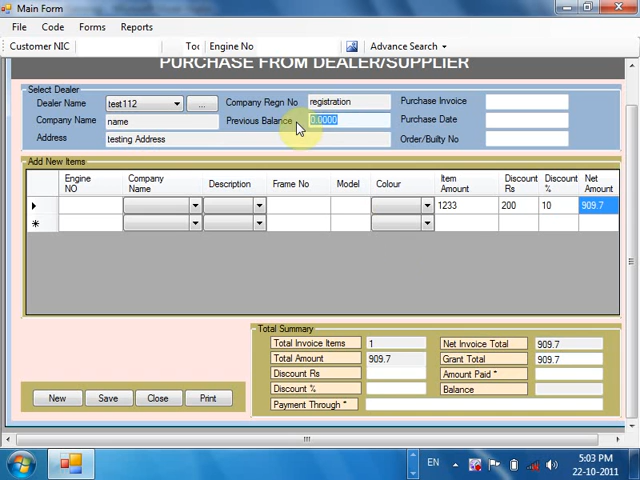 Main Form
File Code Forms Reports
Customer NIC Toc Engine No Advance Search
PURCHASE FROM DEALER/SUPPLIER
Select Dealer
Dealer Name test112 ... Company Regn No registration Purchase Invoice
Company Name name Previous Balance 0.0000 Purchase Date
Address testing Address Order/Builty No
Add New Items
Engine NO Company Name Description Frame No Model Colour Item Amount Discount Rs Discount % Net Amount
1233 200 10 909.7
Total Summary
Total Invoice Items 1 Net Invoice Total 909.7
Total Amount 909.7 Grant Total 909.7
Discount Rs Amount Paid *
Discount % Balance
Payment Through *
New Save Close Print
EN 5:03 PM
22-10-2011